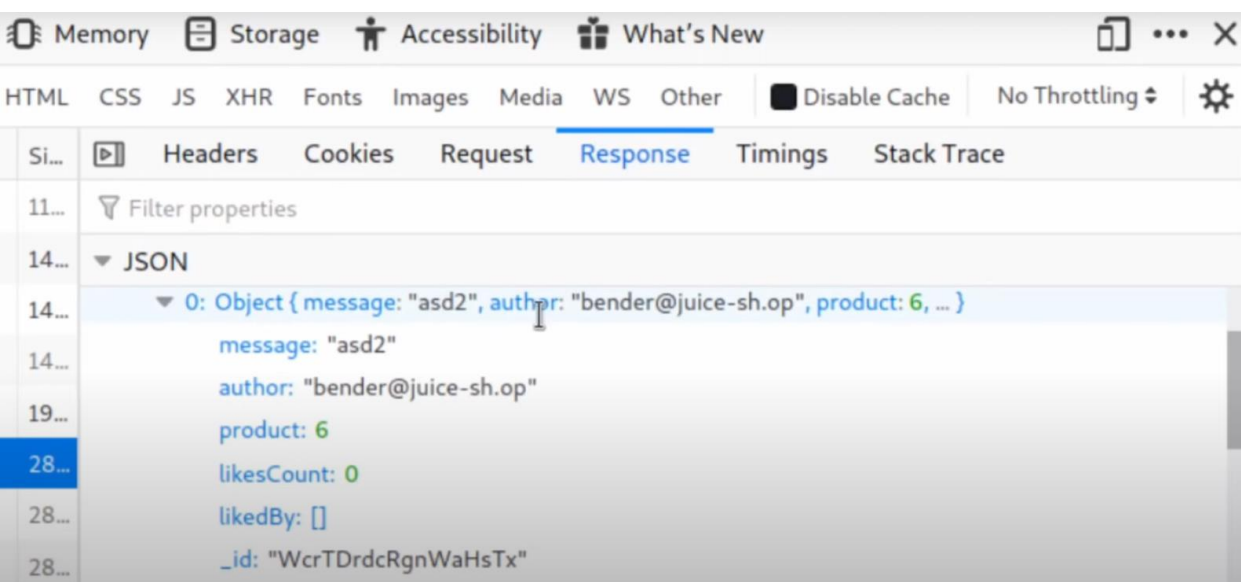 Memory Storage Accessibility What's New
HTML CSS JS XHR Fonts Images Media WS Other Disable Cache No Throttling
Si... Headers Cookies Request Response Timings Stack Trace
11... Filter properties
14... JSON
14... 0: Object { message: "asd2", author: "bender@juice-sh.op", product: 6, ... }
message: "asd2"
14...
author: "bender@juice-sh.op"
19...
product: 6
28... likesCount: 0
28... likedBy: []
28... _id: "WcrTDrdcRgnWaHsTx"